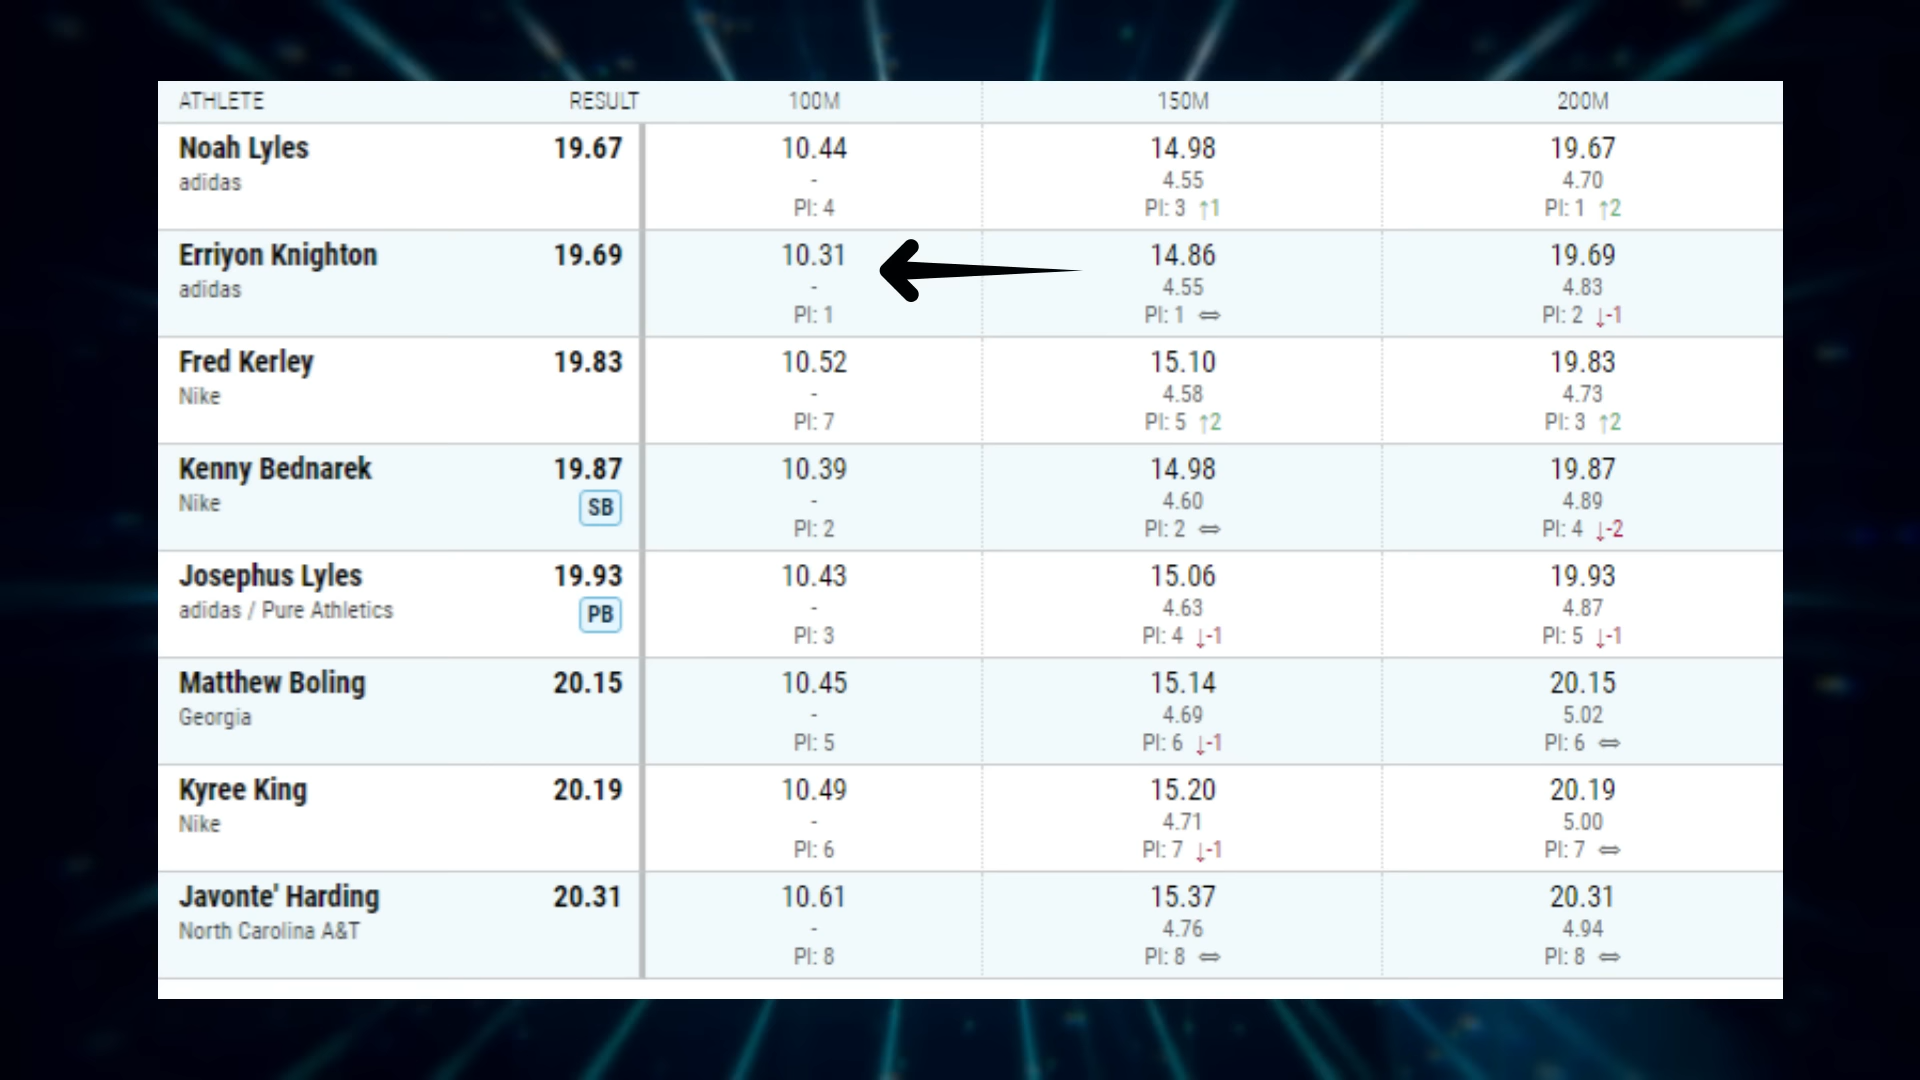 ATHLETE RESULT 100M 150M 200M
Noah Lyles 19.67 10.44 14.98 19.67
adidas - 4.55 4.70
Pl: 4 Pl: 3 ↑1 Pl: 1 ↑2
Erriyon Knighton 19.69 10.31 14.86 19.69
adidas - 4.55 4.83
Pl: 1 Pl: 1 ⇔ Pl: 2 ↓-1
Fred Kerley 19.83 10.52 15.10 19.83
Nike - 4.58 4.73
Pl: 7 Pl: 5 ↑2 Pl: 3 ↑2
Kenny Bednarek 19.87 10.39 14.98 19.87
Nike SB - 4.60 4.89
Pl: 2 Pl: 2 ⇔ Pl: 4 ↓-2
Josephus Lyles 19.93 10.43 15.06 19.93
adidas / Pure Athletics PB - 4.63 4.87
Pl: 3 Pl: 4 ↓-1 Pl: 5 ↓-1
Matthew Boling 20.15 10.45 15.14 20.15
Georgia - 4.69 5.02
Pl: 5 Pl: 6 ↓-1 Pl: 6 ⇔
Kyree King 20.19 10.49 15.20 20.19
Nike - 4.71 5.00
Pl: 6 Pl: 7 ↓-1 Pl: 7 ⇔
Javonte' Harding 20.31 10.61 15.37 20.31
North Carolina A&T - 4.76 4.94
Pl: 8 Pl: 8 ⇔ Pl: 8 ⇔